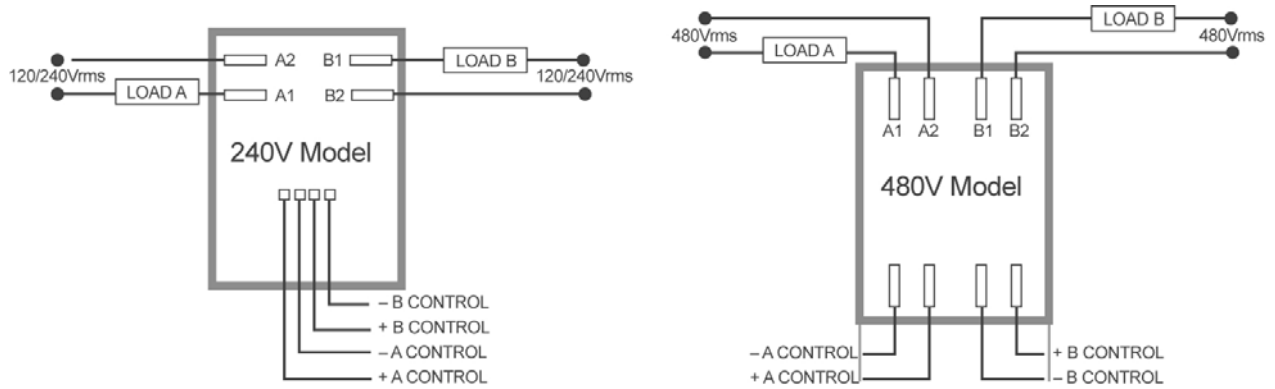 120/240Vrms
LOAD A
A2 B1
A1 B2
LOAD B
120/240Vrms
240V Model
– B CONTROL
+ B CONTROL
– A CONTROL
+ A CONTROL
480Vrms
LOAD A
LOAD B
480Vrms
A1 A2 B1 B2
480V Model
– A CONTROL
+ A CONTROL
+ B CONTROL
– B CONTROL